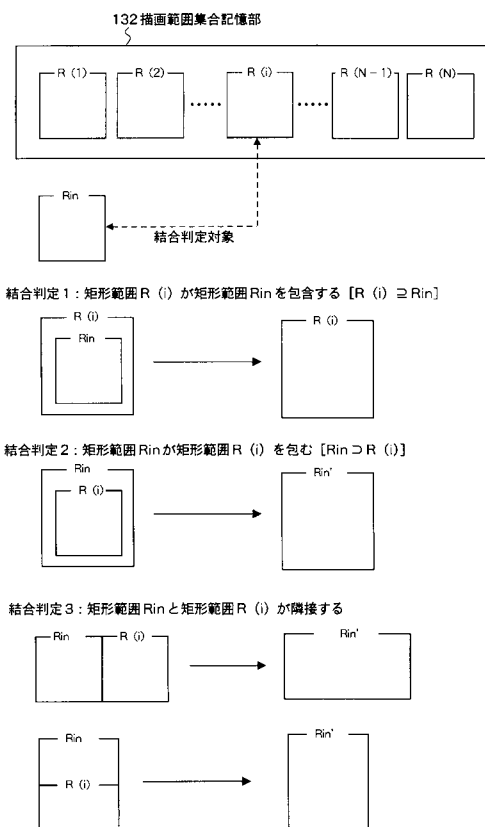 132描画範囲集合記憶部
R (1) R (2) ····· R (i) ····· R (N-1) R (N)
Rin
結合判定対象
結合判定1：矩形範囲R (i) が矩形範囲Rinを包含する [R (i) ⊇Rin]
R (i) R (i)
Rin
結合判定2：矩形範囲Rinが矩形範囲R (i) を包む [Rin⊃R (i)]
Rin Rin'
R (i)
結合判定3：矩形範囲Rinと矩形範囲R (i) が隣接する
Rin R (i) Rin'
Rin Rin'
R (i)